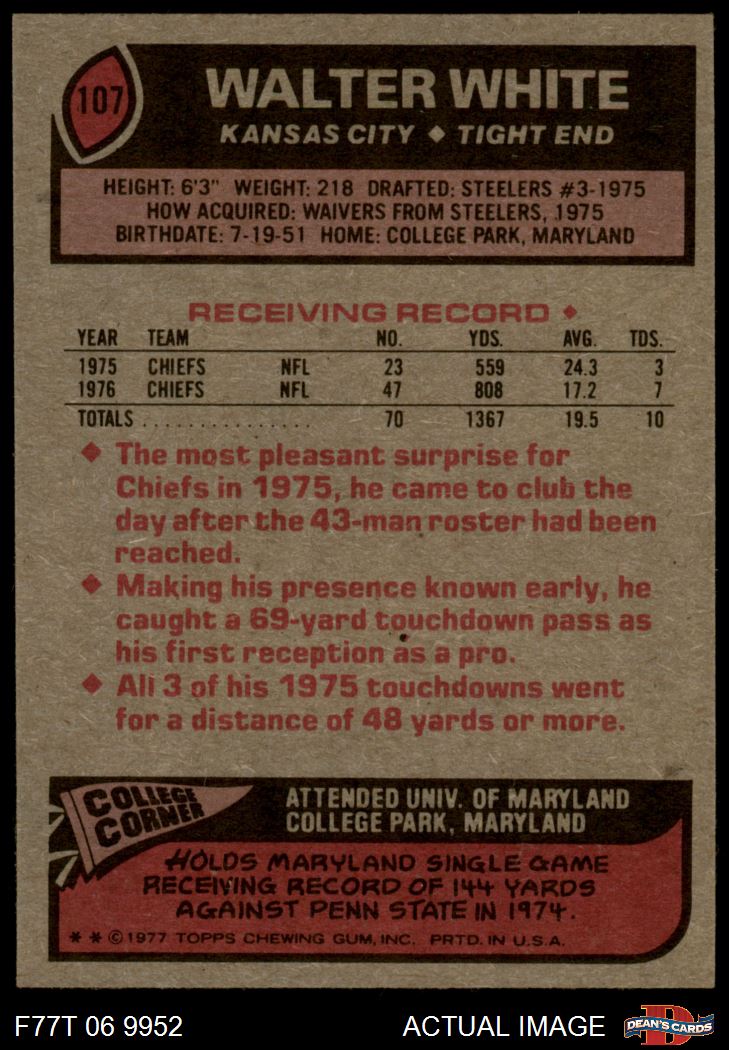 107
WALTER WHITE
KANSAS CITY ◆ TIGHT END
HEIGHT: 6'3" WEIGHT: 218 DRAFTED: STEELERS #3-1975
HOW ACQUIRED: WAIVERS FROM STEELERS, 1975
BIRTHDATE: 7-19-51 HOME: COLLEGE PARK, MARYLAND
RECEIVING RECORD ◆
YEAR TEAM NO. YDS. AVG. TDS.
1975 CHIEFS NFL 23 559 24.3 3
1976 CHIEFS NFL 47 808 17.2 7
TOTALS . . . . . . . . . . . . . . . 70 1367 19.5 10
◆ The most pleasant surprise for
Chiefs in 1975, he came to club the
day after the 43-man roster had been
reached.
◆ Making his presence known early, he
caught a 69-yard touchdown pass as
his first reception as a pro.
◆ All 3 of his 1975 touchdowns went
for a distance of 48 yards or more.
COLLEGE
CORNER
ATTENDED UNIV. OF MARYLAND
COLLEGE PARK, MARYLAND
HOLDS MARYLAND SINGLE GAME
RECEIVING RECORD OF 144 YARDS
AGAINST PENN STATE IN 1974.
* * © 1977 TOPPS CHEWING GUM, INC. PRTD. IN U.S.A.
F77T 06 9952
ACTUAL IMAGE
D
DEAN'S CARDS